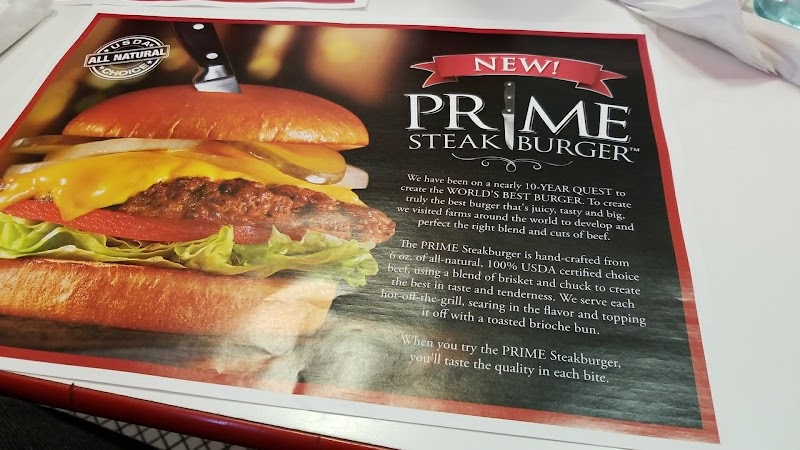 USDA
ALL NATURAL
CHOICE
NEW!
PRIME
STEAK BURGER™
We have been on a nearly 10-YEAR QUEST to
create the WORLD'S BEST BURGER. To create
truly the best burger that's juicy, tasty and big,
we visited farms around the world to develop and
perfect the right blend and cuts of beef.
The PRIME Steakburger is hand-crafted from
6 oz. of all-natural, 100% USDA certified choice
beef, using a blend of brisket and chuck to create
the best in taste and tenderness. We serve each
hot-off-the-grill, searing in the flavor and topping
it off with a toasted brioche bun.
When you try the PRIME Steakburger,
you'll taste the quality in each bite.